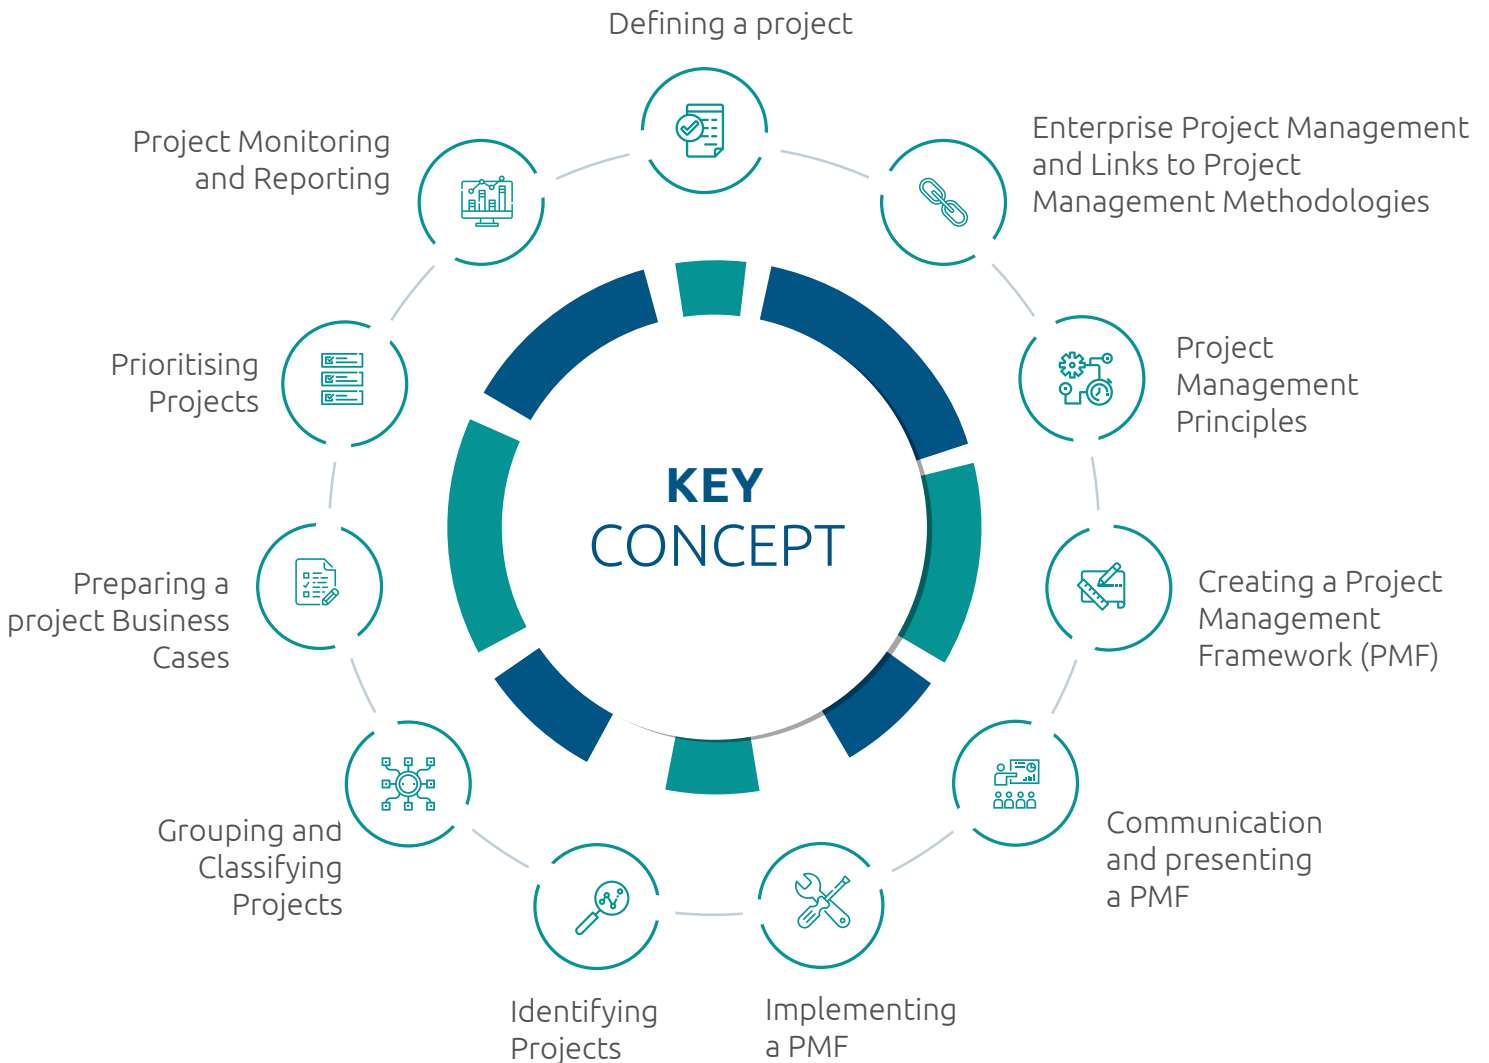 Defining a project
Enterprise Project Management
and Links to Project
Management Methodologies
Project
Management
Principles
Creating a Project
Management
Framework (PMF)
Communication
and presenting
a PMF
Implementing
a PMF
Identifying
Projects
Grouping and
Classifying
Projects
Preparing a
project Business
Cases
Prioritising
Projects
Project Monitoring
and Reporting
KEY
CONCEPT